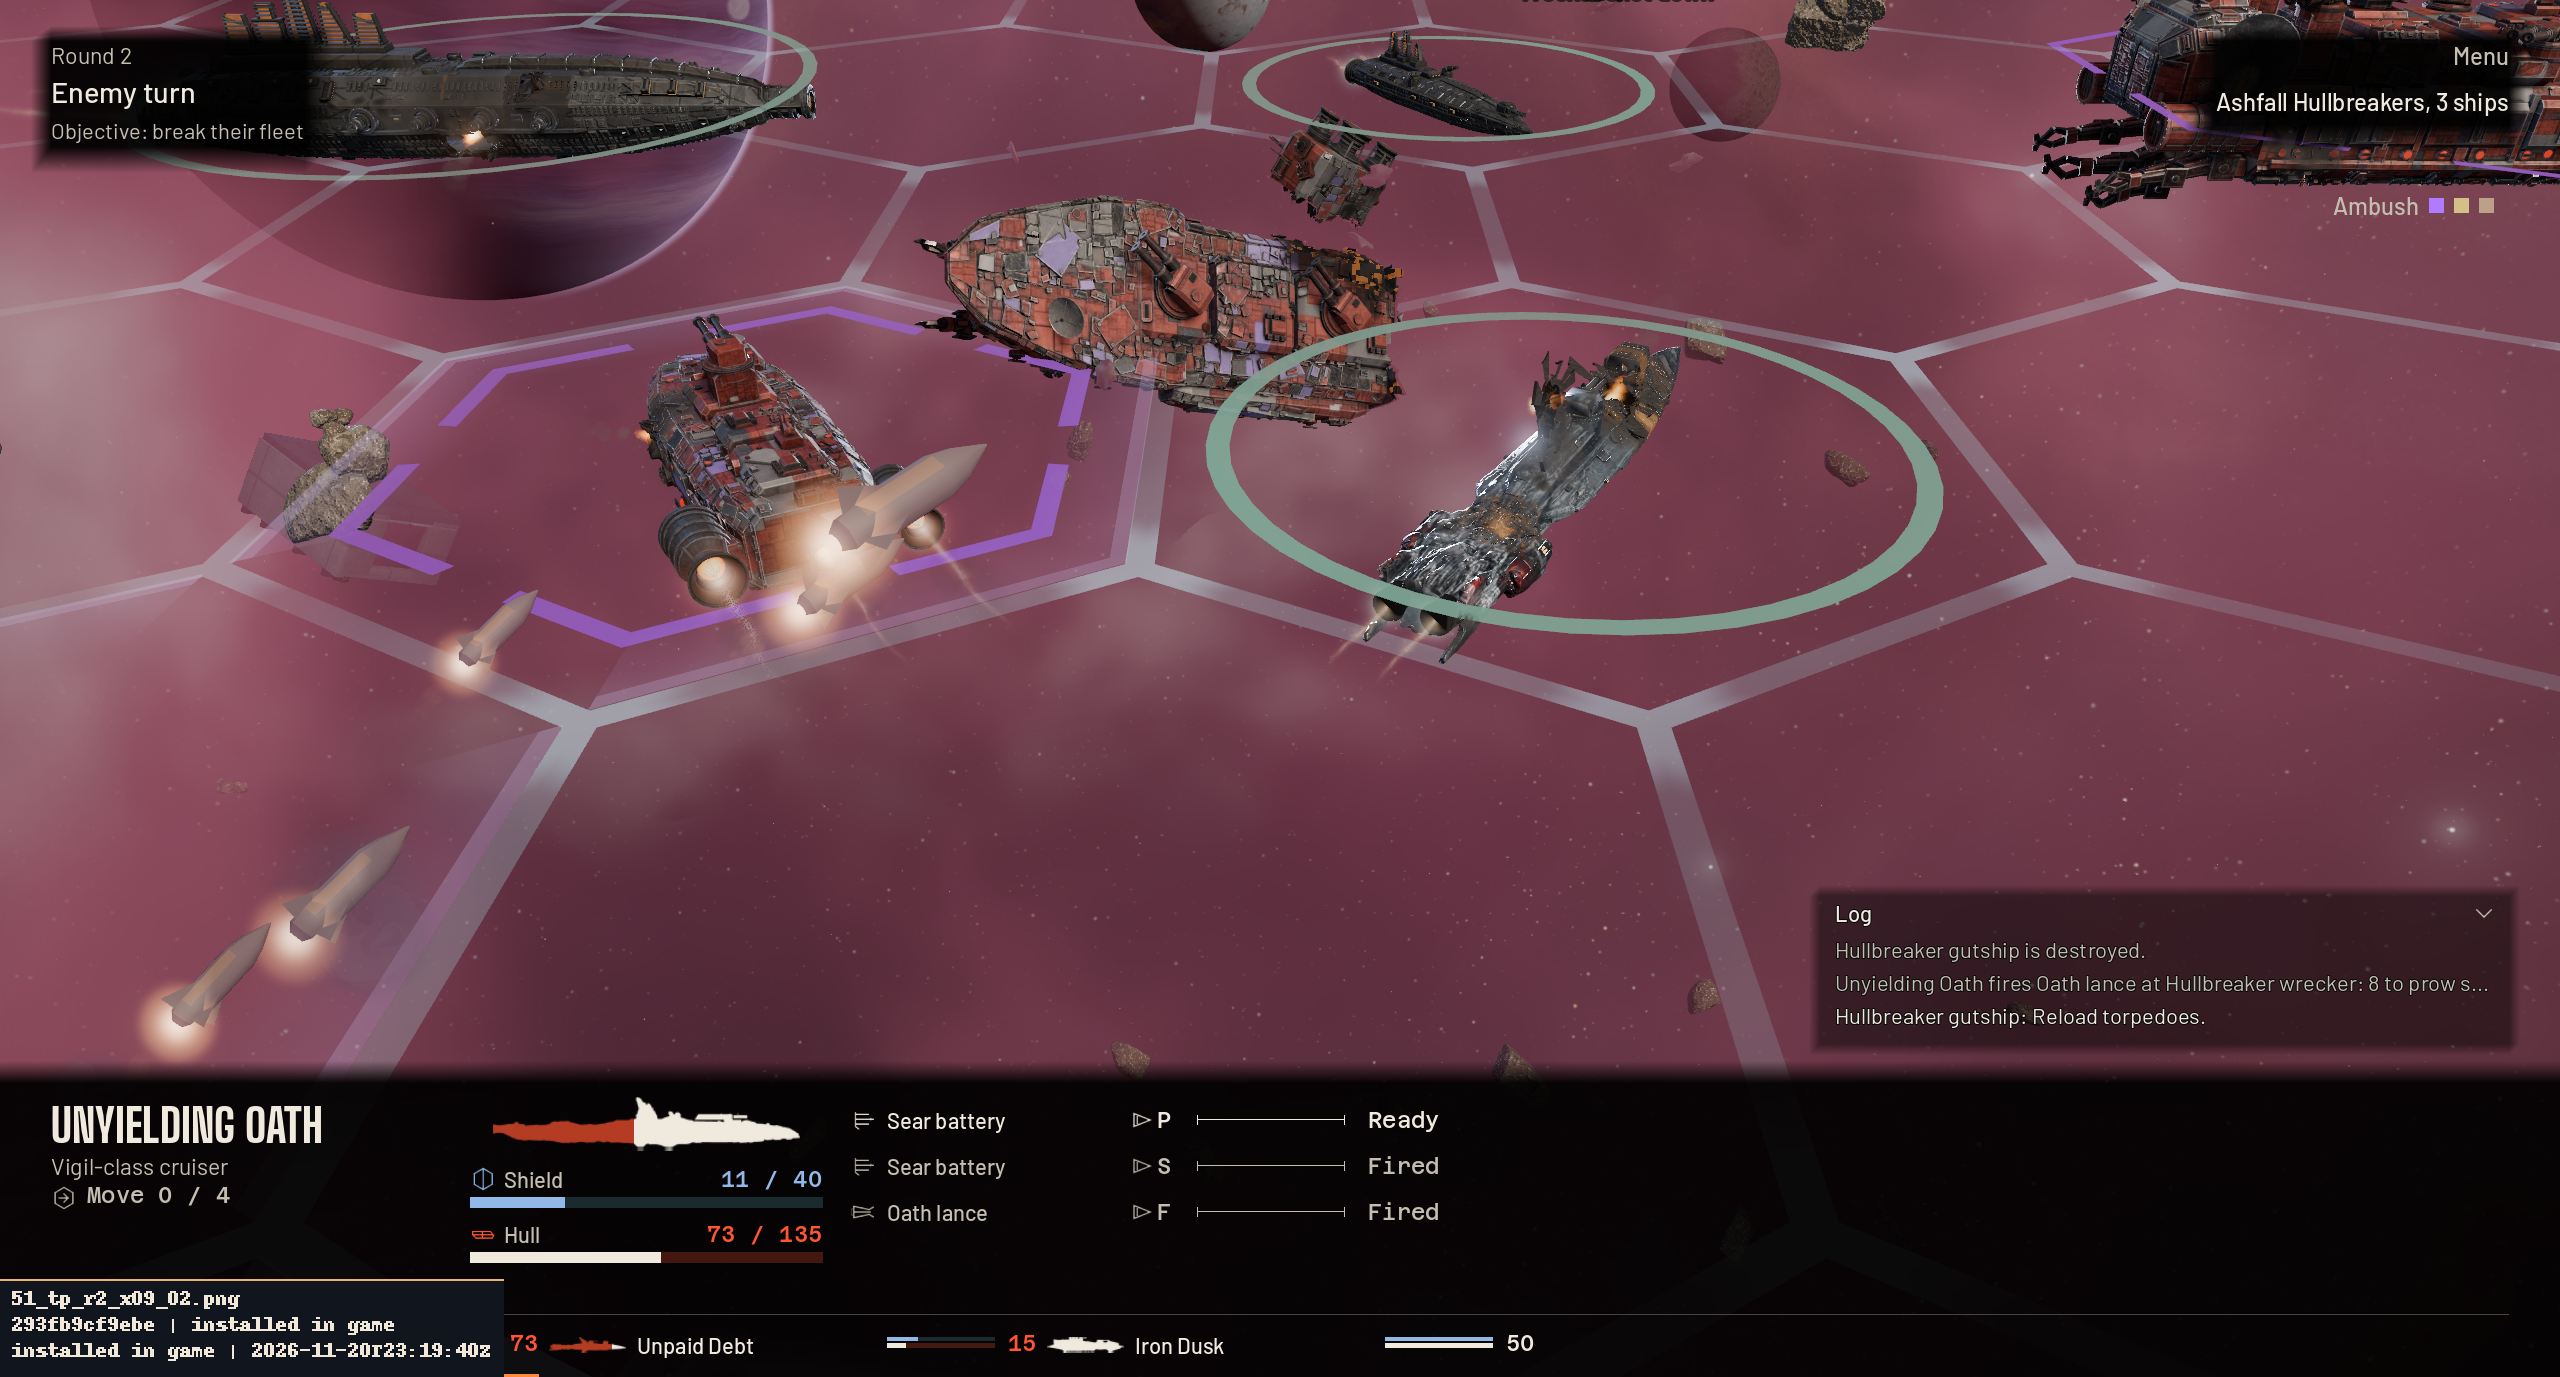 Round 2
Enemy turn
Objective: break their fleet
Menu
Ashfall Hullbreakers, 3 ships
Ambush
Log
Hullbreaker gutship is destroyed.
Unyielding Oath fires Oath lance at Hullbreaker wrecker: 8 to prow s...
Hullbreaker gutship: Reload torpedoes.
UNYIELDING OATH
Vigil-class cruiser
Move 0 / 4
Shield 11 / 40
Hull 73 / 135
Sear battery P Ready
Sear battery S Fired
Oath lance F Fired
51_tp_r2_x09_02.png
293fb9cf9ebe | installed in game
installed in game | 2026-11-20T23:19:40Z
73 Unpaid Debt 15 Iron Dusk 50